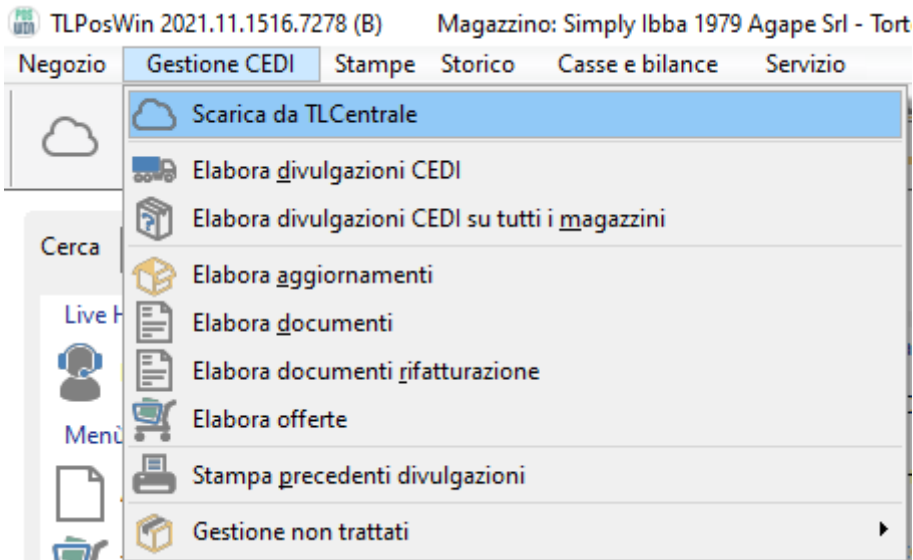 TLPosWin 2021.11.1516.7278 (B) Magazzino: Simply Ibba 1979 Agape Srl - Tort
Negozio Gestione CEDI Stampe Storico Casse e bilance Servizio
Scarica da TLCentrale
Elabora divulgazioni CEDI
Elabora divulgazioni CEDI su tutti i magazzini
Cerca
Elabora aggiornamenti
Live H
Elabora documenti
Elabora documenti rifatturazione
Elabora offerte
Menù
Stampa precedenti divulgazioni
Gestione non trattati